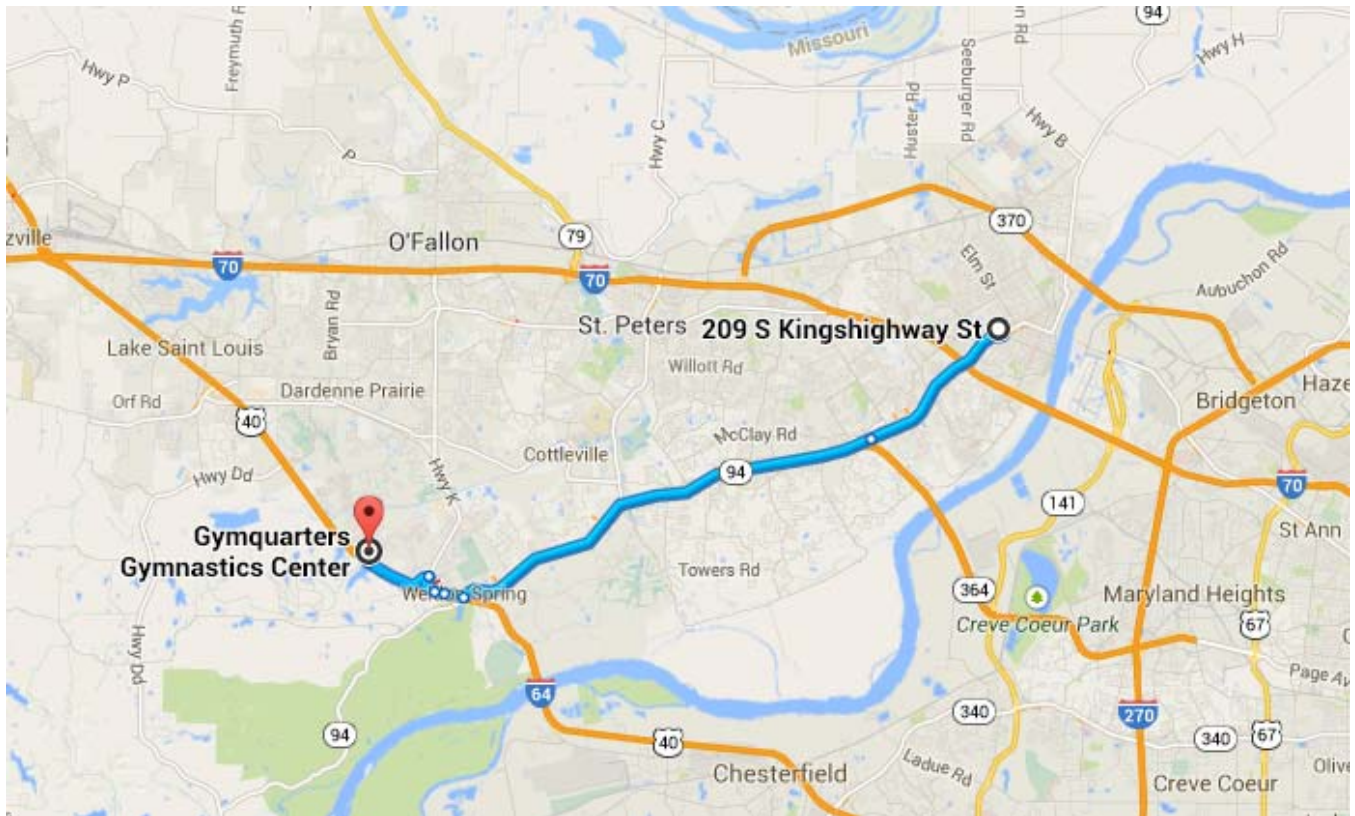 94
Missouri
Hwy H
Seeburger Rd
Huster Rd
Hwy B
Freymuth R
Hwy P
P
Hwy C
370
zville
O'Fallon
79
Elm St
Aubuchon Rd
70
70
St. Peters
209 S Kingshighway St
Bryan Rd
Lake Saint Louis
Willott Rd
Dardenne Prairie
Orf Rd
Bridgeton
Haze
40
McClay Rd
Cottleville
94
Hwy K
Hwy Dd
70
141
St Ann
Gymquarters
Gymnastics Center
Towers Rd
364
Maryland Heights
Creve Coeur Park
67
Hwy Dd
Page Av
64
94
340
270
40
340
67
Ladue Rd
Chesterfield
Creve Coeur
Olive